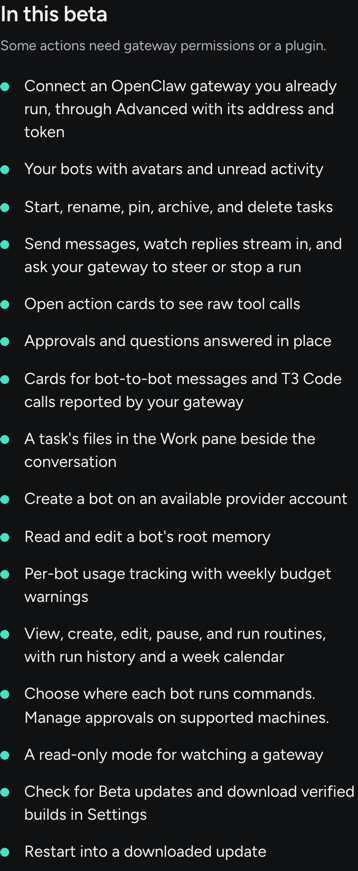 In this beta
Some actions need gateway permissions or a plugin.
Connect an OpenClaw gateway you already
run, through Advanced with its address and
token
Your bots with avatars and unread activity
Start, rename, pin, archive, and delete tasks
Send messages, watch replies stream in, and
ask your gateway to steer or stop a run
Open action cards to see raw tool calls
Approvals and questions answered in place
Cards for bot-to-bot messages and T3 Code
calls reported by your gateway
A task's files in the Work pane beside the
conversation
Create a bot on an available provider account
Read and edit a bot's root memory
Per-bot usage tracking with weekly budget
warnings
View, create, edit, pause, and run routines,
with run history and a week calendar
Choose where each bot runs commands.
Manage approvals on supported machines.
A read-only mode for watching a gateway
Check for Beta updates and download verified
builds in Settings
Restart into a downloaded update